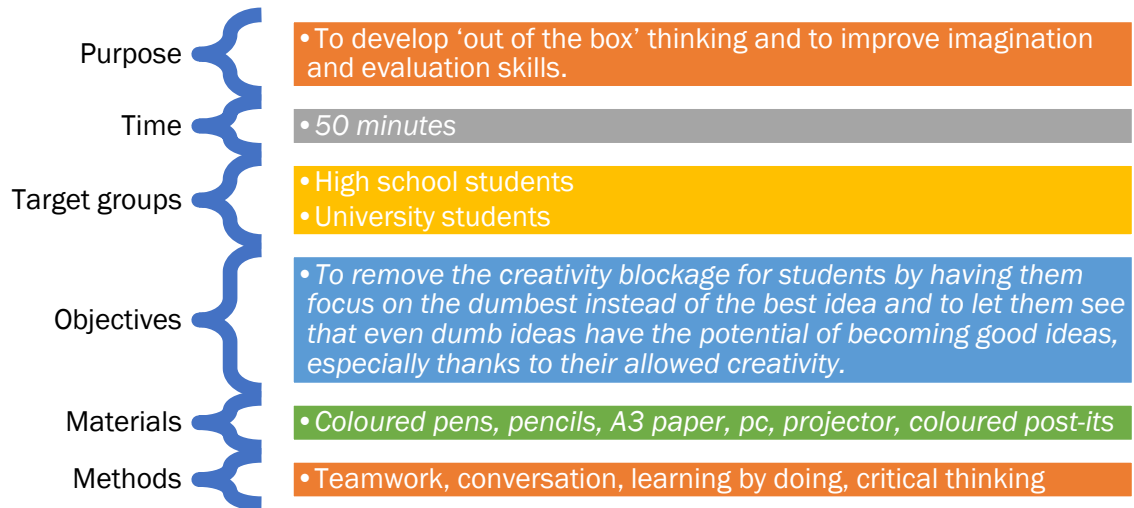 Purpose
• To develop ‘out of the box’ thinking and to improve imagination
and evaluation skills.
Time
• 50 minutes
Target groups
• High school students
• University students
Objectives
• To remove the creativity blockage for students by having them
focus on the dumbest instead of the best idea and to let them see
that even dumb ideas have the potential of becoming good ideas,
especially thanks to their allowed creativity.
Materials
• Coloured pens, pencils, A3 paper, pc, projector, coloured post-its
Methods
• Teamwork, conversation, learning by doing, critical thinking